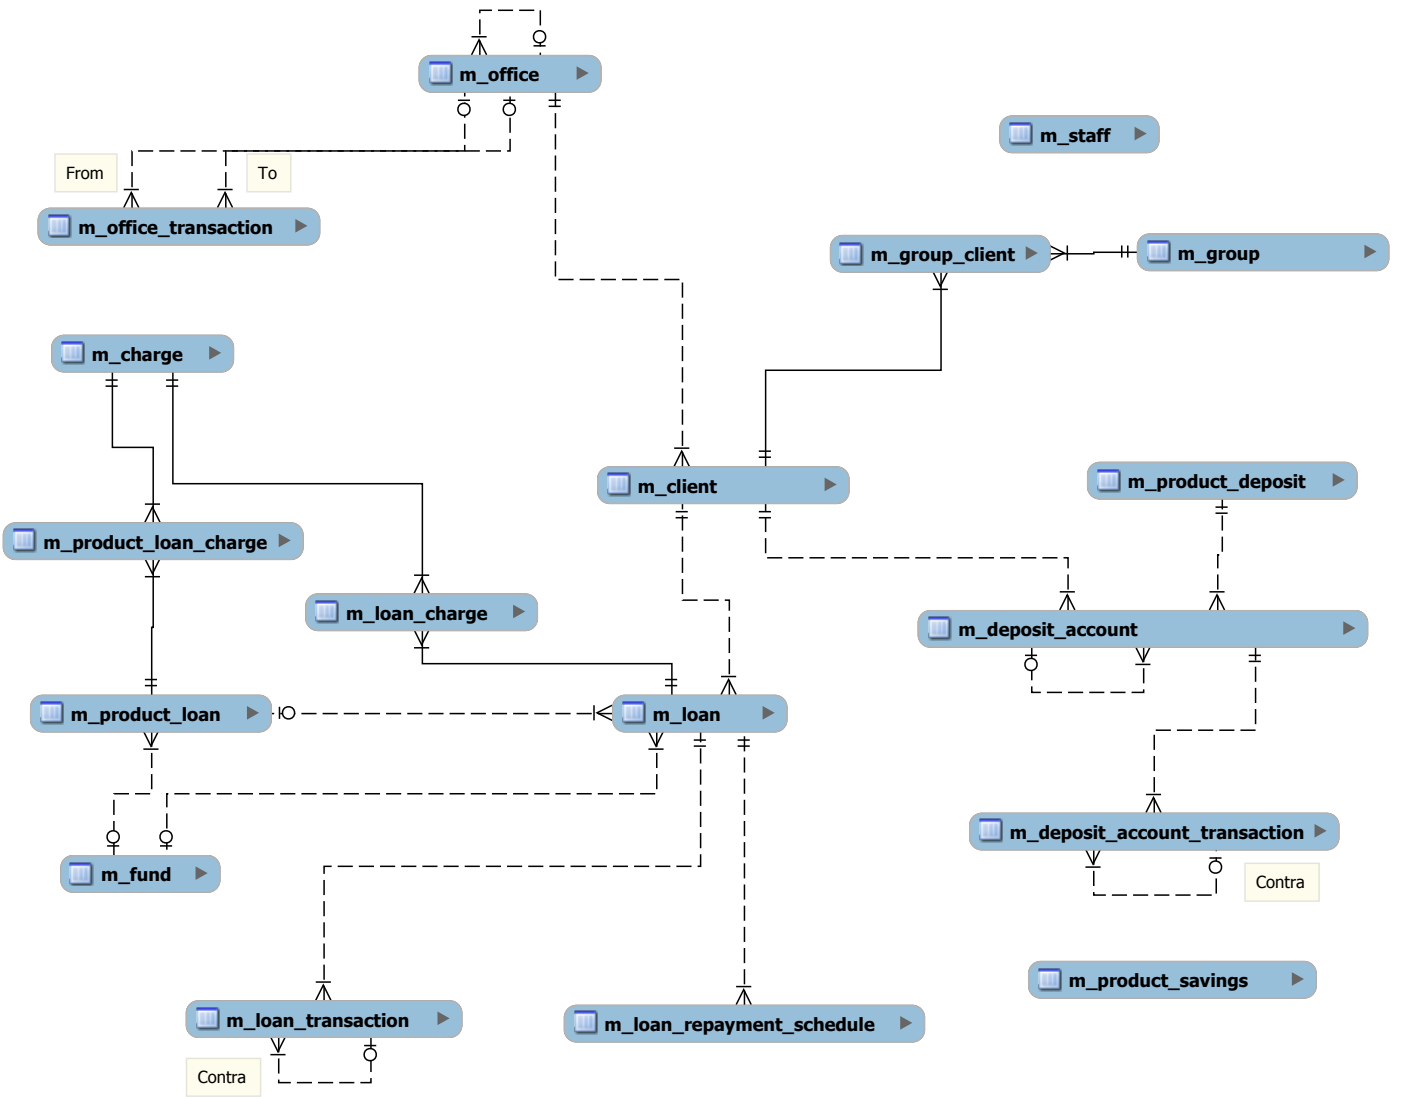 m_office
m_staff
From
To
m_office_transaction
m_group_client
m_group
m_charge
m_client
m_product_deposit
m_product_loan_charge
m_loan_charge
m_deposit_account
m_product_loan
m_loan
m_deposit_account_transaction
m_fund
Contra
m_product_savings
m_loan_transaction
m_loan_repayment_schedule
Contra